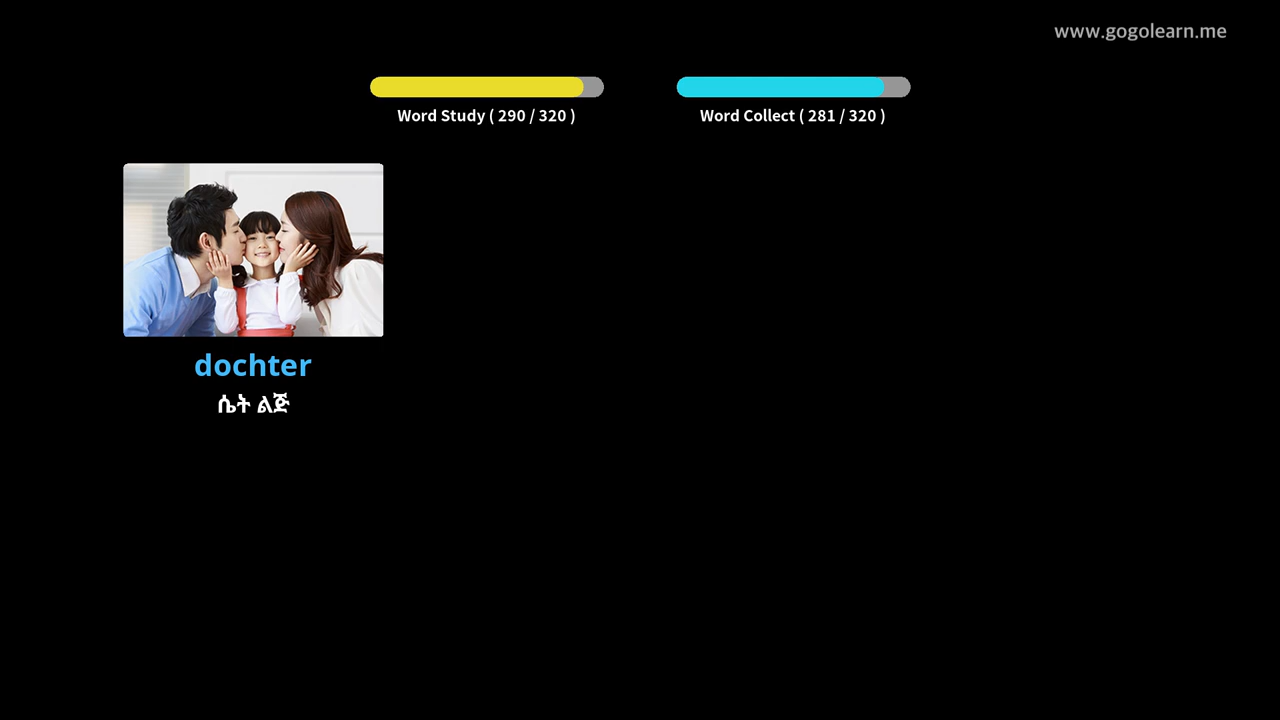 www.gogolearn.me
Word Study ( 290 / 320 )
Word Collect ( 281 / 320 )
dochter
ሴት ልጅ